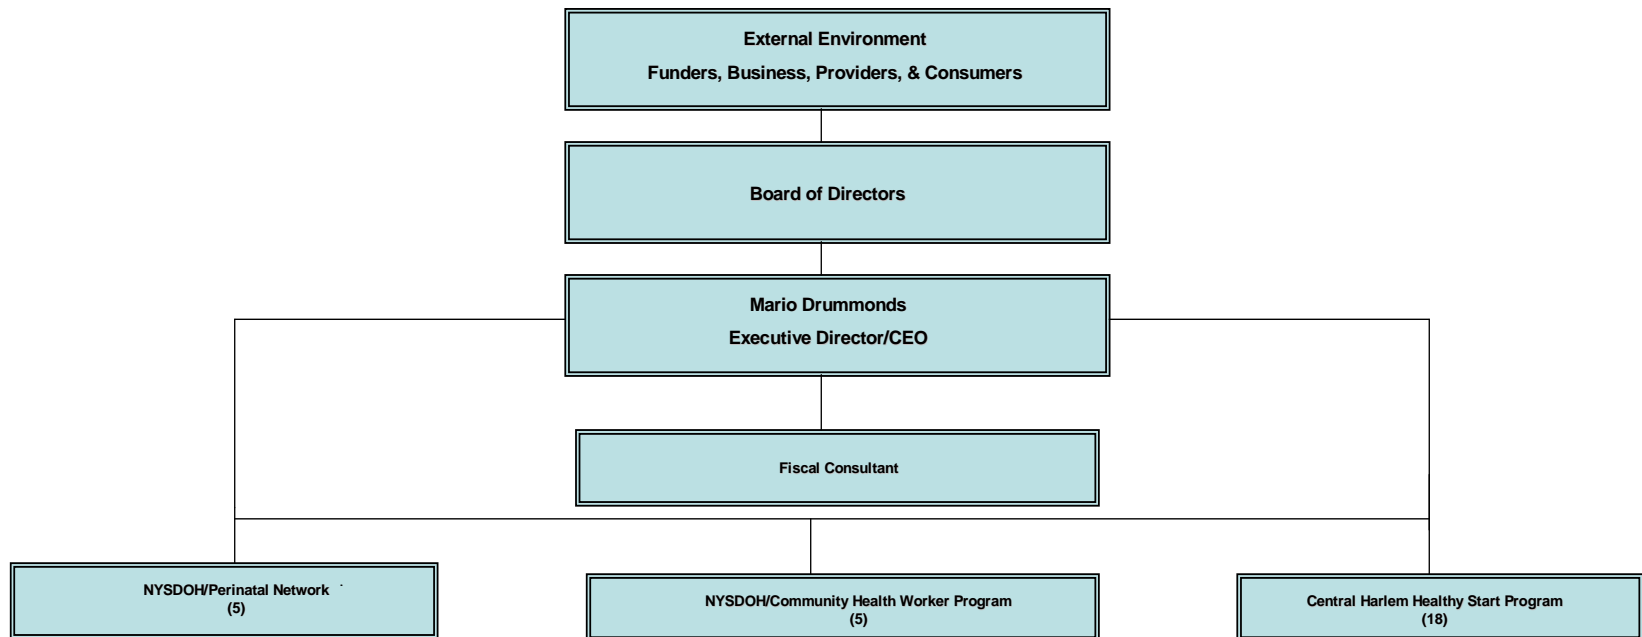 External Environment
Funders, Business, Providers, & Consumers
Board of Directors
Mario Drummonds
Executive Director/CEO
Fiscal Consultant
NYSDOH/Perinatal Network
(5)
NYSDOH/Community Health Worker Program
(5)
Central Harlem Healthy Start Program
(18)